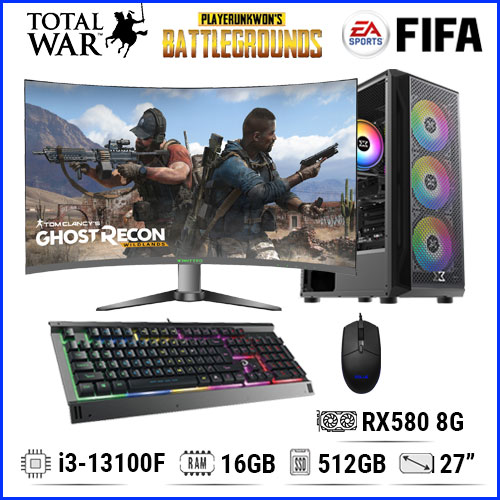 TOTAL
WAR
PLAYERUNKWON'S
BATTLEGROUNDS
EA
SPORTS
FIFA
TOM CLANCY'S
GHOST RECON
WILDLANDS
RX580 8G
i3-13100F
RAM
16GB
SSD
512GB
27”